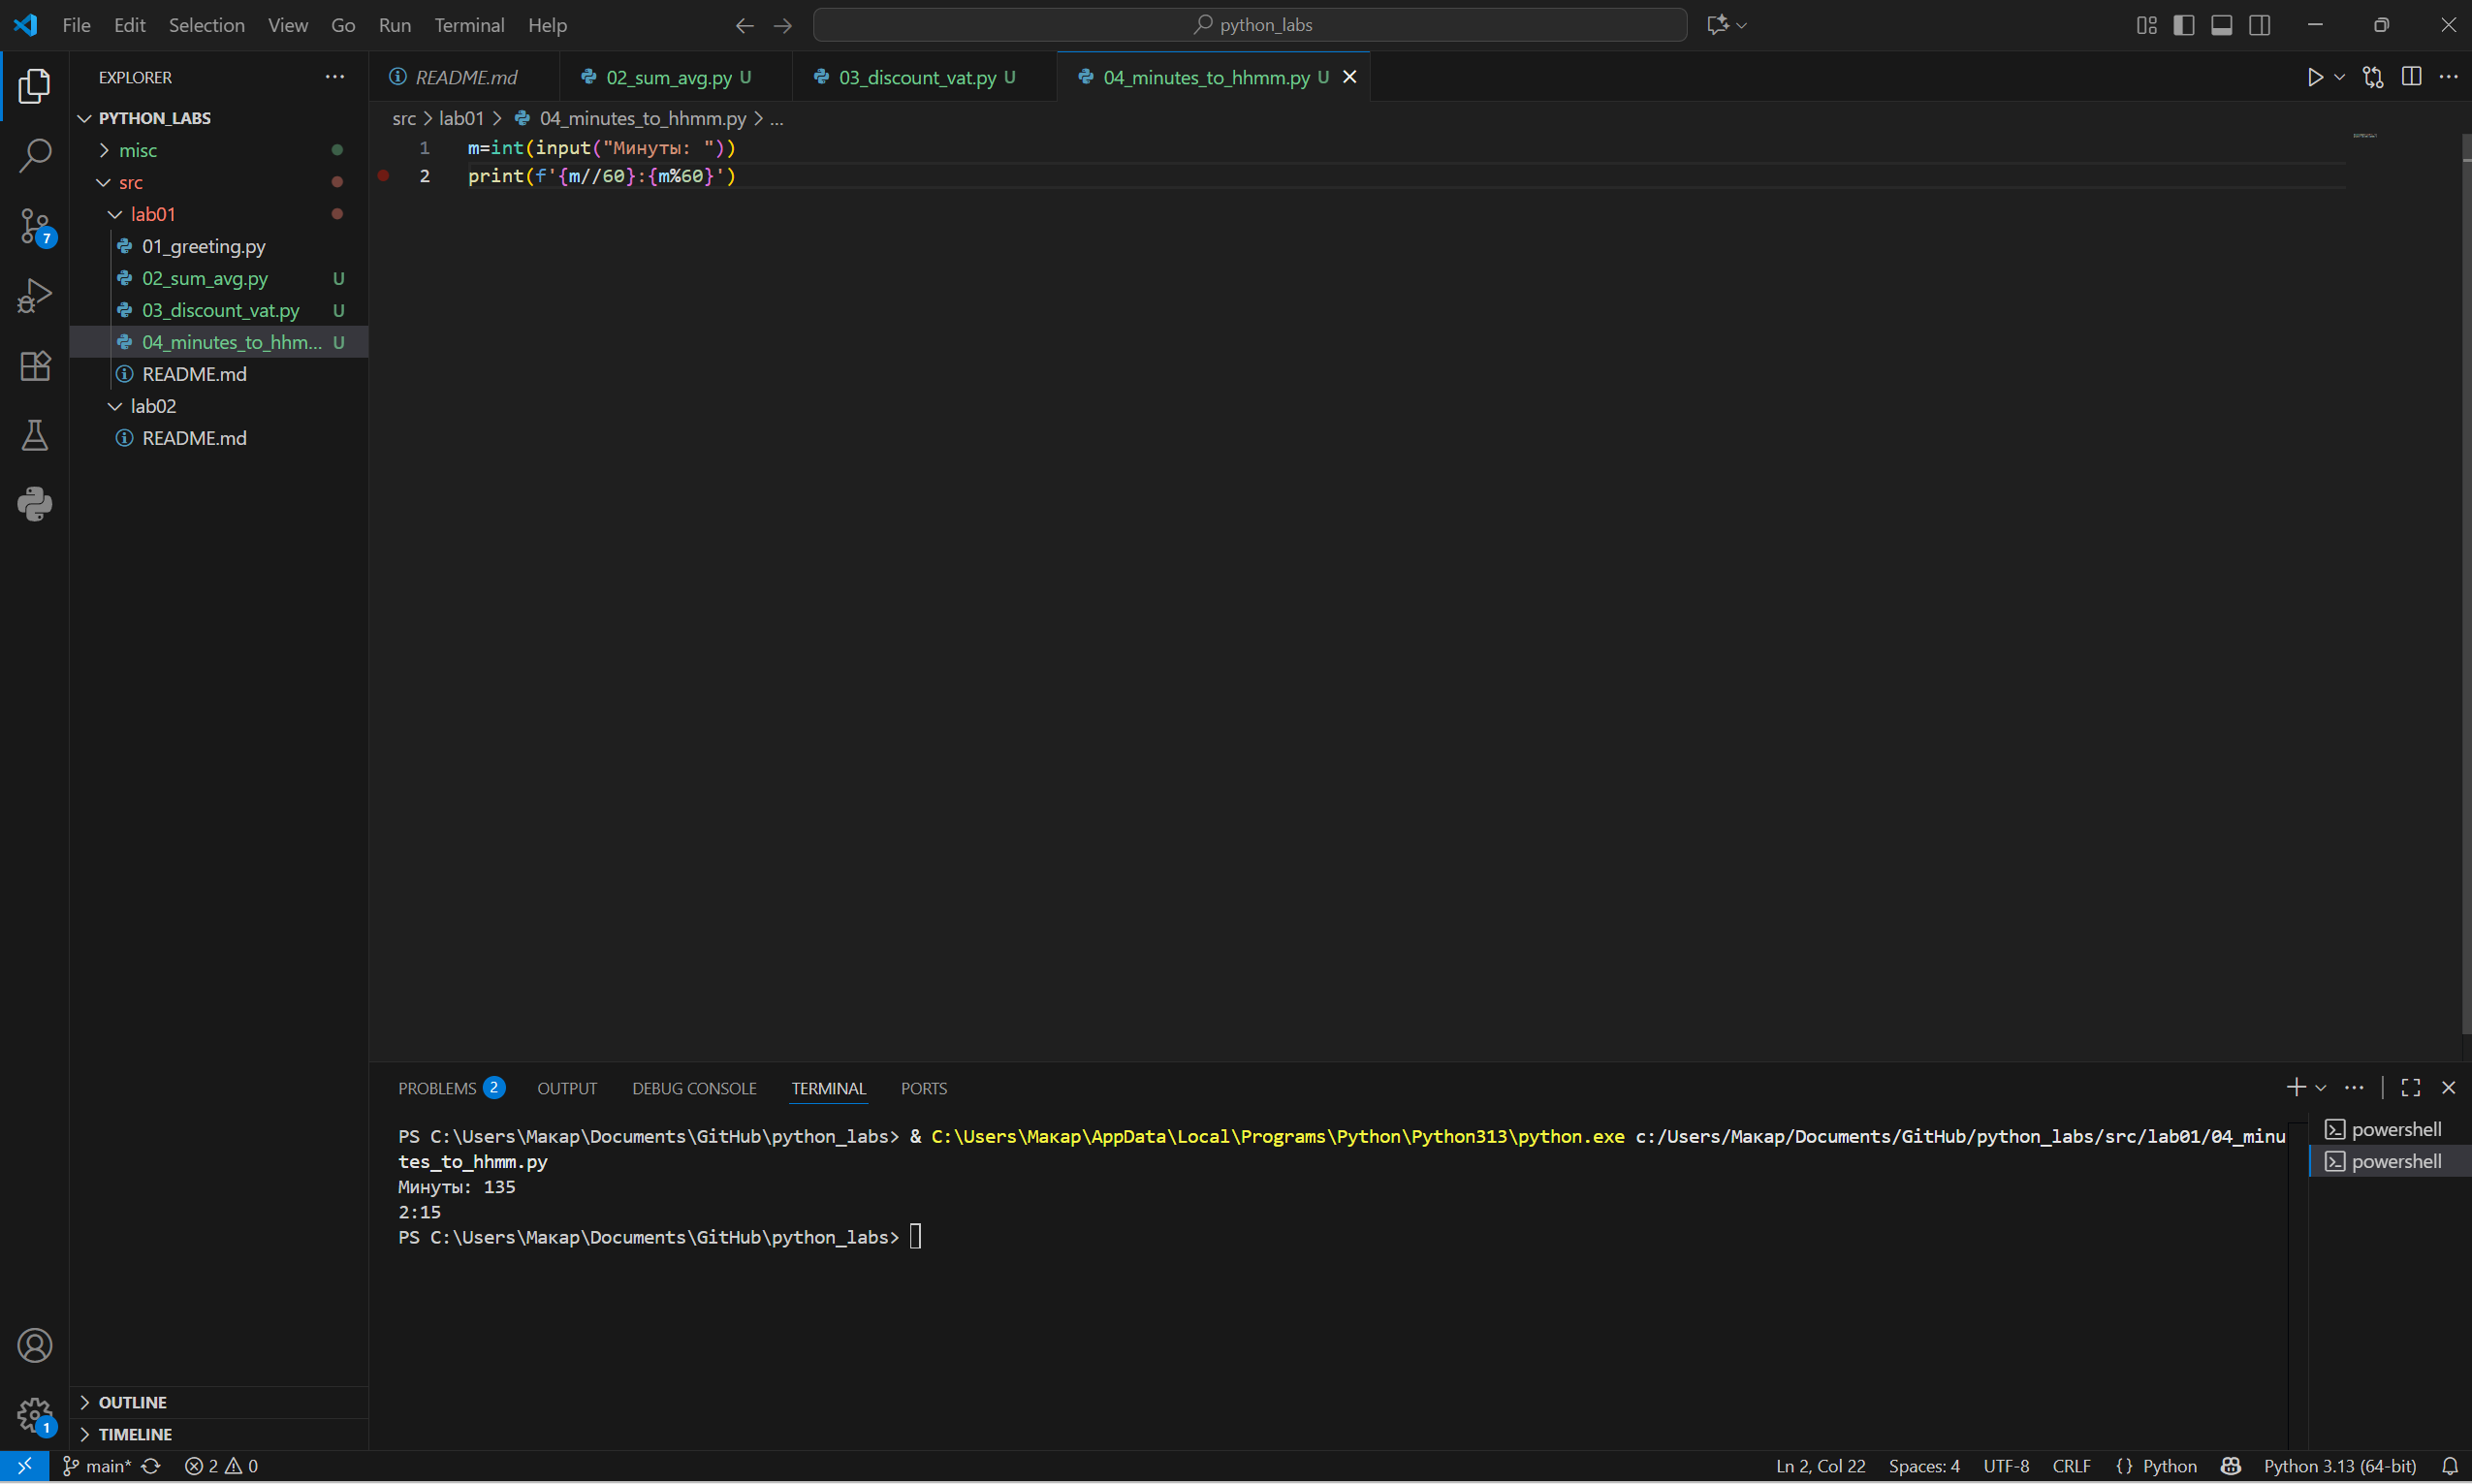 File Edit Selection View Go Run Terminal Help
python_labs
EXPLORER
README.md
02_sum_avg.py U
03_discount_vat.py U
04_minutes_to_hhmm.py U
PYTHON_LABS
misc
src
lab01
01_greeting.py
02_sum_avg.py U
03_discount_vat.py U
04_minutes_to_hhm... U
README.md
lab02
README.md
7
src > lab01 > 04_minutes_to_hhmm.py > ...
1 m=int(input("Минуты: "))
2 print(f'{m//60}:{m%60}')
PROBLEMS 2 OUTPUT DEBUG CONSOLE TERMINAL PORTS
PS C:\Users\Макар\Documents\GitHub\python_labs> & C:\Users\Макар\AppData\Local\Programs\Python\Python313\python.exe c:/Users/Макар/Documents/GitHub/python_labs/src/lab01/04_minu
tes_to_hhmm.py
Минуты: 135
2:15
PS C:\Users\Макар\Documents\GitHub\python_labs>
powershell
powershell
1
OUTLINE
TIMELINE
main* 2 0
Ln 2, Col 22 Spaces: 4 UTF-8 CRLF {} Python Python 3.13 (64-bit)